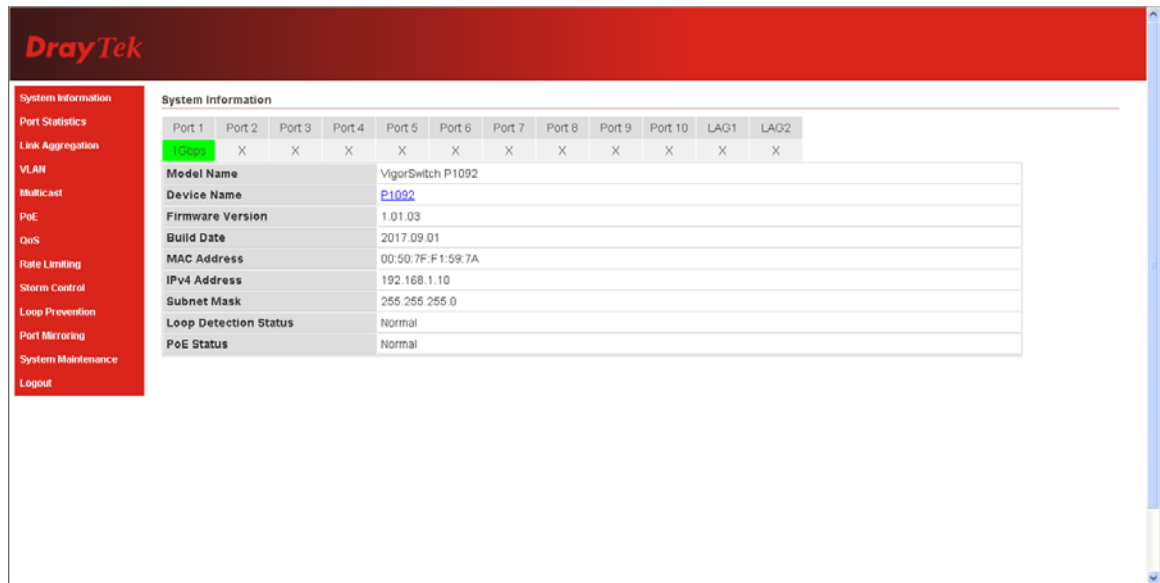 DrayTek
System Information
Port Statistics
Link Aggregation
VLAN
Multicast
PoE
QoS
Rate Limiting
Storm Control
Loop Prevention
Port Mirroring
System Maintenance
Logout
System Information
Port 1 Port 2 Port 3 Port 4 Port 5 Port 6 Port 7 Port 8 Port 9 Port 10 LAG1 LAG2
1Gbps X X X X X X X X X X X
Model Name VigorSwitch P1092
Device Name P1092
Firmware Version 1.01.03
Build Date 2017.09.01
MAC Address 00:50:7F:F1:59:7A
IPv4 Address 192.168.1.10
Subnet Mask 255.255.255.0
Loop Detection Status Normal
PoE Status Normal